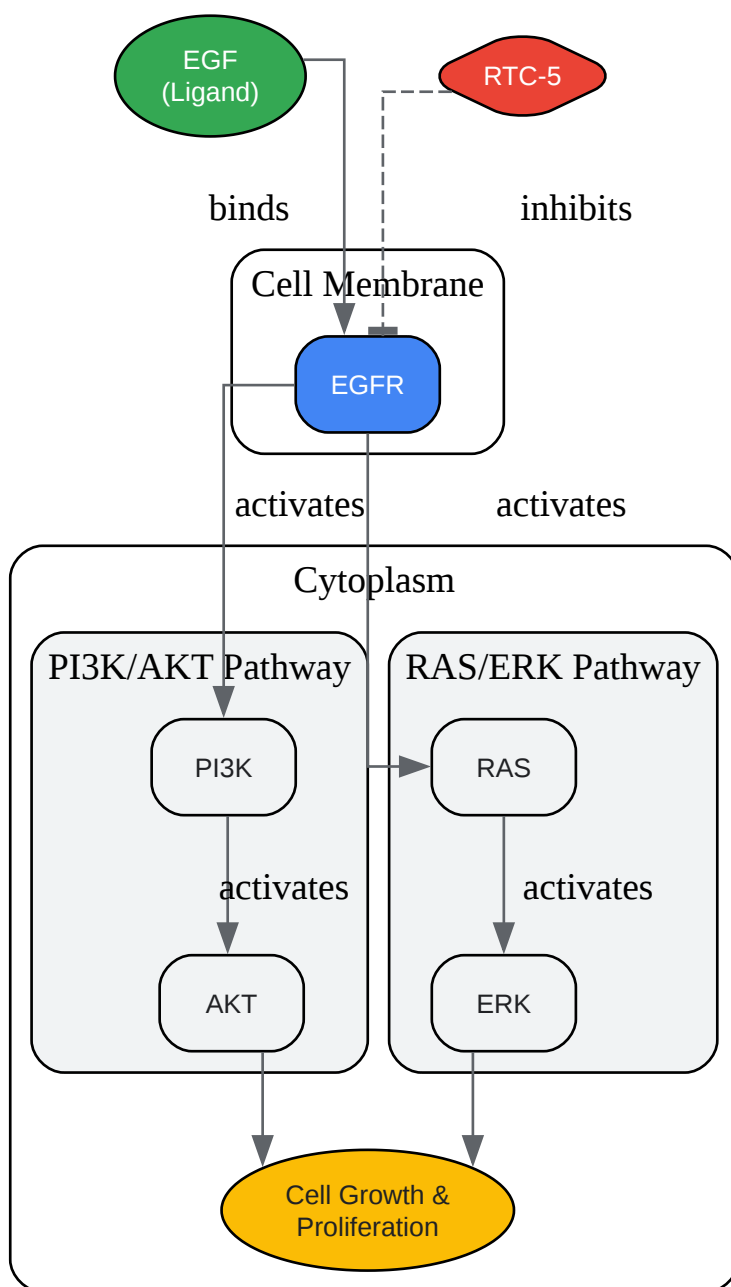 EGF
(Ligand)
RTC-5
binds
inhibits
Cell Membrane
EGFR
activates
activates
Cytoplasm
PI3K/AKT Pathway
RAS/ERK Pathway
PI3K
RAS
activates
activates
AKT
ERK
Cell Growth &
Proliferation